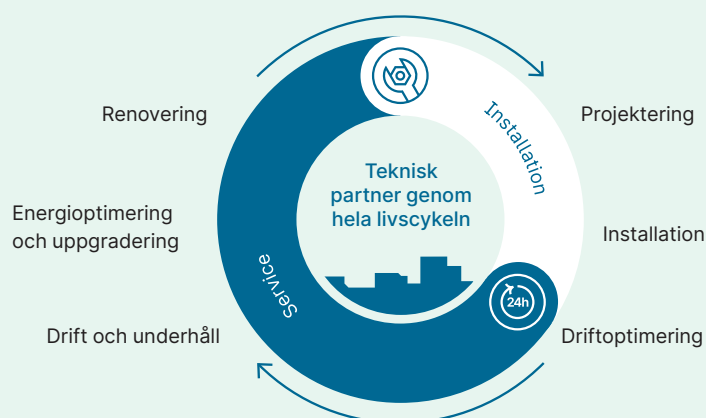 Renovering
Projektering
Installation
Teknisk
partner genom
hela livscykeln
Energioptimering
och uppgradering
Installation
Service
24h
Drift och underhåll
Driftoptimering